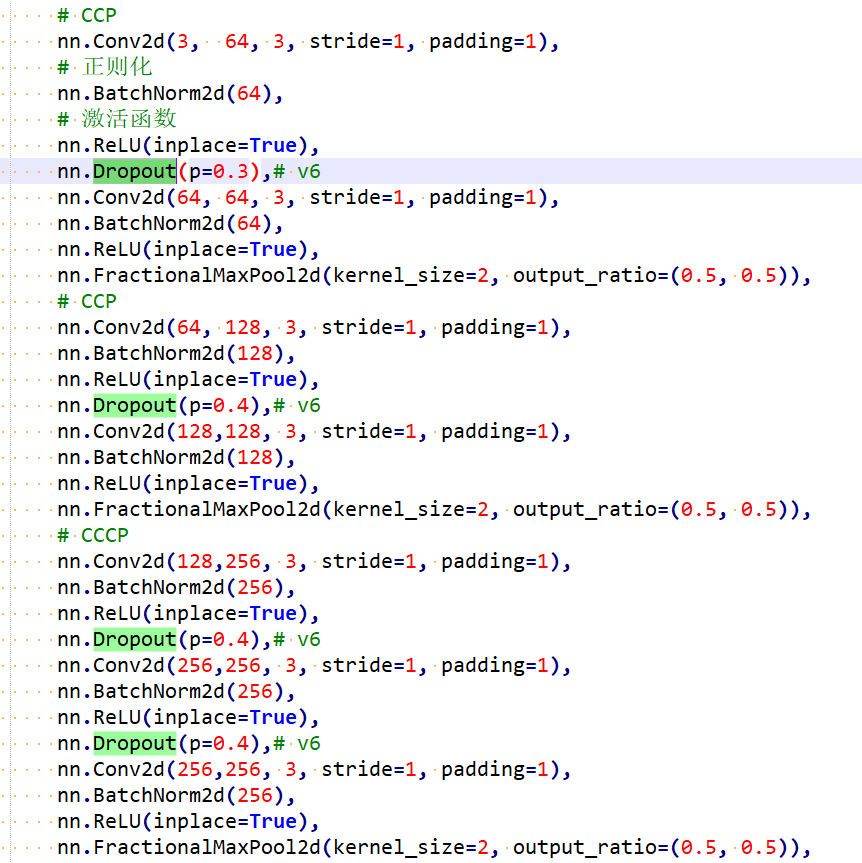 # CCP
nn.Conv2d(3,  64, 3, stride=1, padding=1),
# 正则化
nn.BatchNorm2d(64),
# 激活函数
nn.ReLU(inplace=True),
nn.Dropout(p=0.3),# v6
nn.Conv2d(64, 64, 3, stride=1, padding=1),
nn.BatchNorm2d(64),
nn.ReLU(inplace=True),
nn.FractionalMaxPool2d(kernel_size=2, output_ratio=(0.5, 0.5)),
# CCP
nn.Conv2d(64, 128, 3, stride=1, padding=1),
nn.BatchNorm2d(128),
nn.ReLU(inplace=True),
nn.Dropout(p=0.4),# v6
nn.Conv2d(128,128, 3, stride=1, padding=1),
nn.BatchNorm2d(128),
nn.ReLU(inplace=True),
nn.FractionalMaxPool2d(kernel_size=2, output_ratio=(0.5, 0.5)),
# CCCP
nn.Conv2d(128,256, 3, stride=1, padding=1),
nn.BatchNorm2d(256),
nn.ReLU(inplace=True),
nn.Dropout(p=0.4),# v6
nn.Conv2d(256,256, 3, stride=1, padding=1),
nn.BatchNorm2d(256),
nn.ReLU(inplace=True),
nn.Dropout(p=0.4),# v6
nn.Conv2d(256,256, 3, stride=1, padding=1),
nn.BatchNorm2d(256),
nn.ReLU(inplace=True),
nn.FractionalMaxPool2d(kernel_size=2, output_ratio=(0.5, 0.5)),